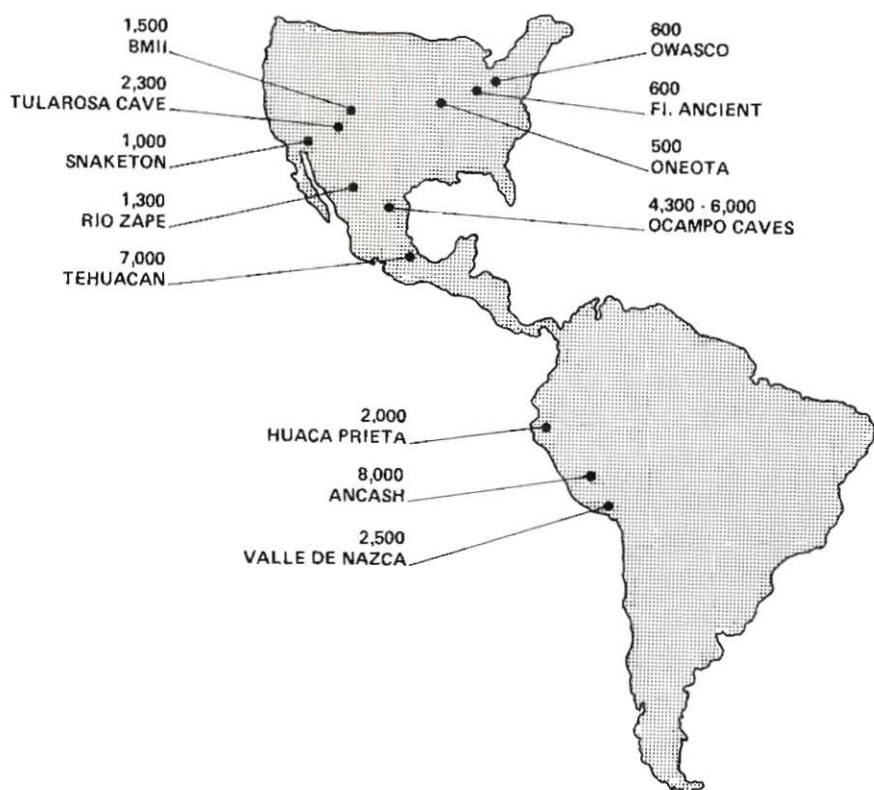 1,500
BMII
2,300
TULAROSA CAVE
1,000
SNAKETON
1,300
RIO ZAPE
7,000
TEHUACAN
600
OWASCO
600
FI. ANCIENT
500
ONEOTA
4,300 - 6,000
OCAMPO CAVES
2,000
HUACA PRIETA
8,000
ANCASH
2,500
VALLE DE NAZCA